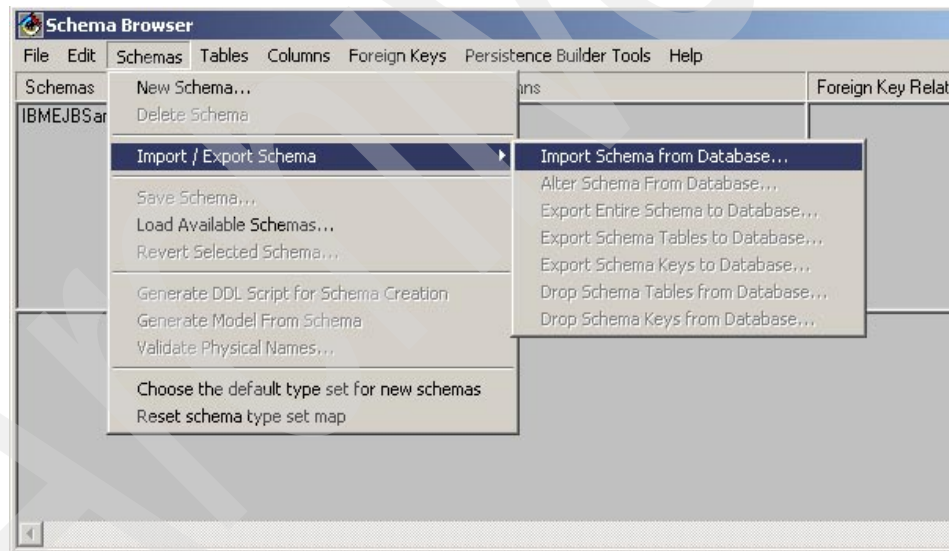 Schema Browser
File Edit Schemas Tables Columns Foreign Keys Persistence Builder Tools Help
Schemas
Foreign Key Relat
IBMEJBSar
New Schema...
Delete Schema
Import / Export Schema
Save Schema...
Load Available Schemas...
Revert Selected Schema...
Generate DDL Script for Schema Creation
Generate Model From Schema
Validate Physical Names...
Choose the default type set for new schemas
Reset schema type set map
Import Schema from Database...
Alter Schema From Database...
Export Entire Schema to Database...
Export Schema Tables to Database...
Export Schema Keys to Database...
Drop Schema Tables from Database...
Drop Schema Keys from Database...